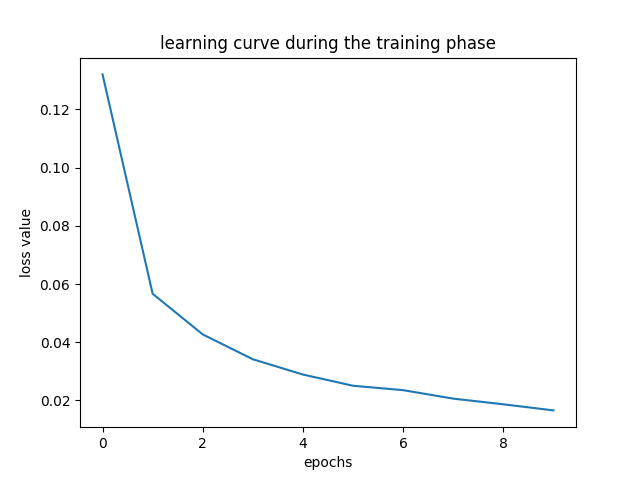 learning curve during the training phase
0.12
0.10
0.08
0.06
0.04
0.02
loss value
0 2 4 6 8
epochs